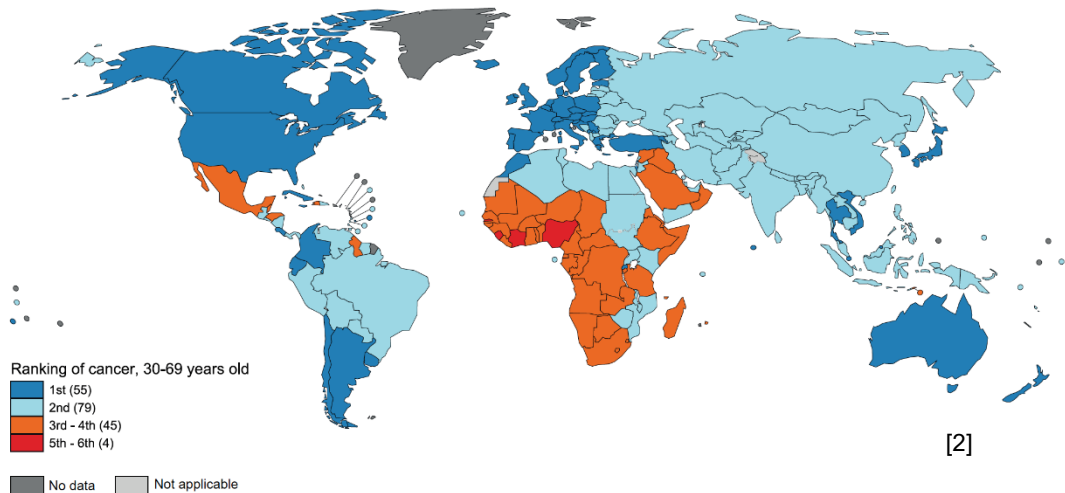 Ranking of cancer, 30-69 years old
1st (55)
2nd (79)
3rd - 4th (45)
5th - 6th (4)
No data
Not applicable
[2]